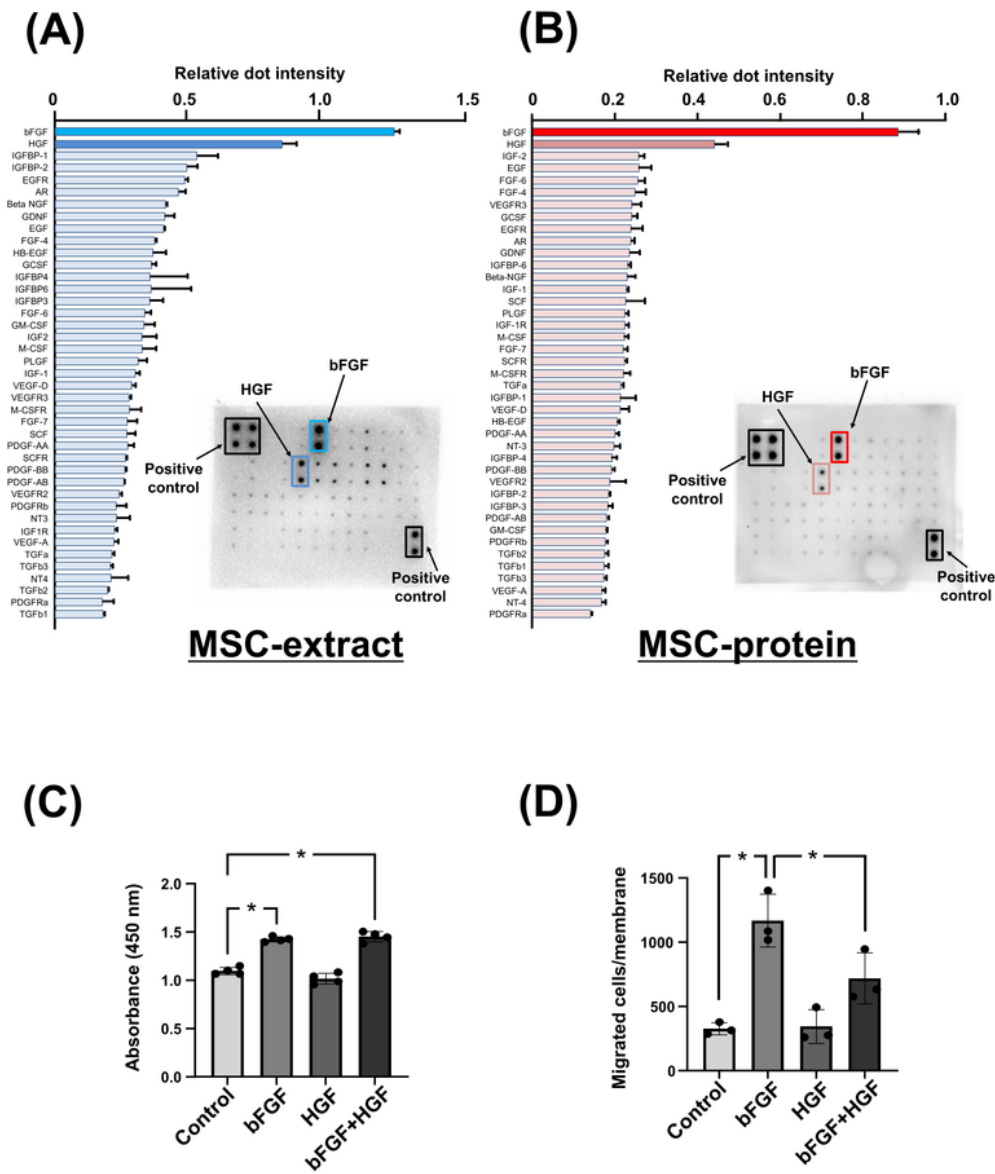 (A)
Relative dot intensity
0 0.5 1.0 1.5
bFGF
HGF
IGFBP-1
IGFBP-2
EGFR
AR
Beta NGF
GDNF
EGF
FGF-4
HB-EGF
GCSF
IGFBP4
IGFBP6
IGFBP3
FGF-6
GM-CSF
IGF2
M-CSF
PLGF
IGF-1
VEGF-D
VEGFR3
M-CSFR
FGF-7
SCF
PDGF-AA
SCFR
PDGF-BB
PDGF-AB
VEGFR2
PDGFRb
NT3
IGF1R
VEGF-A
TGFa
TGFb3
NT4
TGFb2
PDGFRa
TGFb1
HGF
bFGF
Positive
control
Positive
control
MSC-extract
(B)
Relative dot intensity
0 0.2 0.4 0.6 0.8 1.0
bFGF
HGF
IGF-2
EGF
FGF-6
FGF-4
VEGFR3
GCSF
EGFR
AR
GDNF
IGFBP-6
Beta-NGF
IGF-1
SCF
PLGF
IGF-1R
M-CSF
FGF-7
SCFR
M-CSFR
TGFa
IGFBP-1
VEGF-D
HB-EGF
PDGF-AA
NT-3
IGFBP-4
PDGF-BB
VEGFR2
IGFBP-2
IGFBP-3
PDGF-AB
GM-CSF
PDGFRb
TGFb2
TGFb1
TGFb3
VEGF-A
NT-4
PDGFRa
HGF
bFGF
Positive
control
Positive
control
MSC-protein
(C)
Absorbance (450 nm)
2.0
1.5
1.0
0.5
0.0
*
*
Control
bFGF
HGF
bFGF+HGF
(D)
Migrated cells/membrane
1500
1000
500
0
*
*
Control
bFGF
HGF
bFGF+HGF